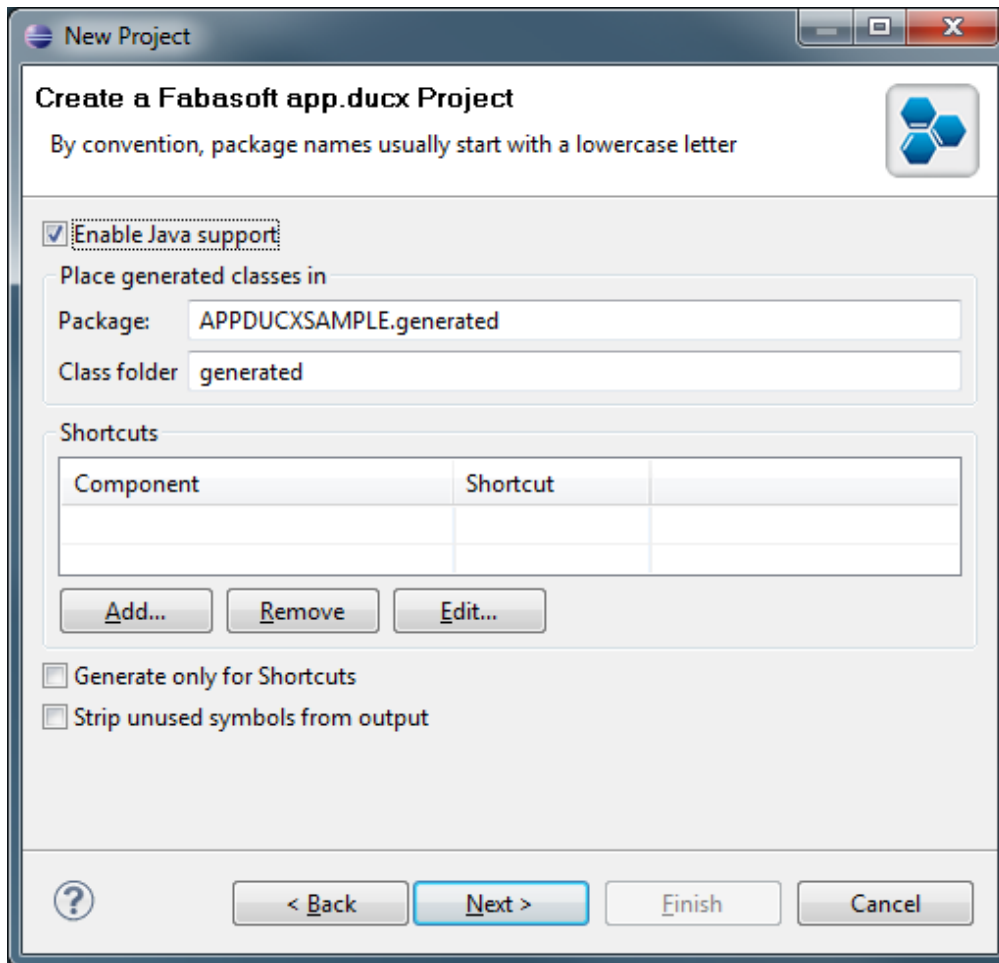 New Project
Create a Fabasoft app.ducx Project
By convention, package names usually start with a lowercase letter
Enable Java support
Place generated classes in
Package: APPDUCXSAMPLE.generated
Class folder generated
Shortcuts
Component Shortcut
Add... Remove Edit...
Generate only for Shortcuts
Strip unused symbols from output
? < Back Next > Finish Cancel